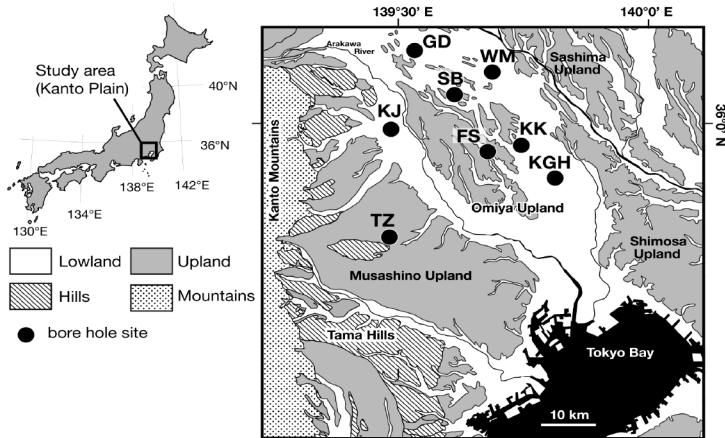 Study area
(Kanto Plain)
40°N
36°N
138°E
142°E
134°E
130°E
Lowland
Upland
Hills
Mountains
bore hole site
139°30' E
140° 0' E
36°0' N
Arakawa
River
GD
WM
Sashima
Upland
SB
KJ
FS
KK
KGH
Kanto Mountains
Omiya Upland
TZ
Shimosa
Upland
Musashino Upland
Tama Hills
Tokyo Bay
10 km